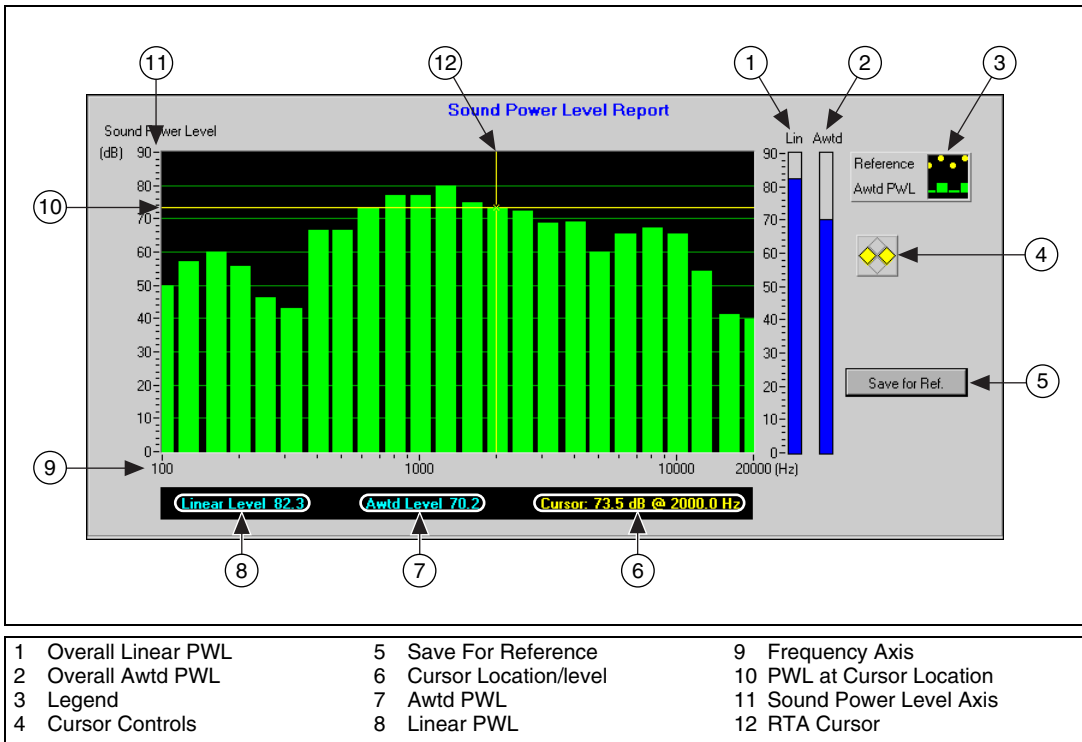 11 12 1 2 3
Sound Power Level Report
Sound Power Level
(dB)
Lin Awtd
90 80 70 60 50 40 30 20 10 0
90 80 70 60 50 40 30 20 10 0
Reference
Awtd PWL
10
4
Save for Ref.
5
9
100 1000 10000 20000 (Hz)
Linear Level 82.3 Awtd Level 70.2 Cursor: 73.5 dB @ 2000.0 Hz
8 7 6
1 Overall Linear PWL
2 Overall Awtd PWL
3 Legend
4 Cursor Controls
5 Save For Reference
6 Cursor Location/level
7 Awtd PWL
8 Linear PWL
9 Frequency Axis
10 PWL at Cursor Location
11 Sound Power Level Axis
12 RTA Cursor